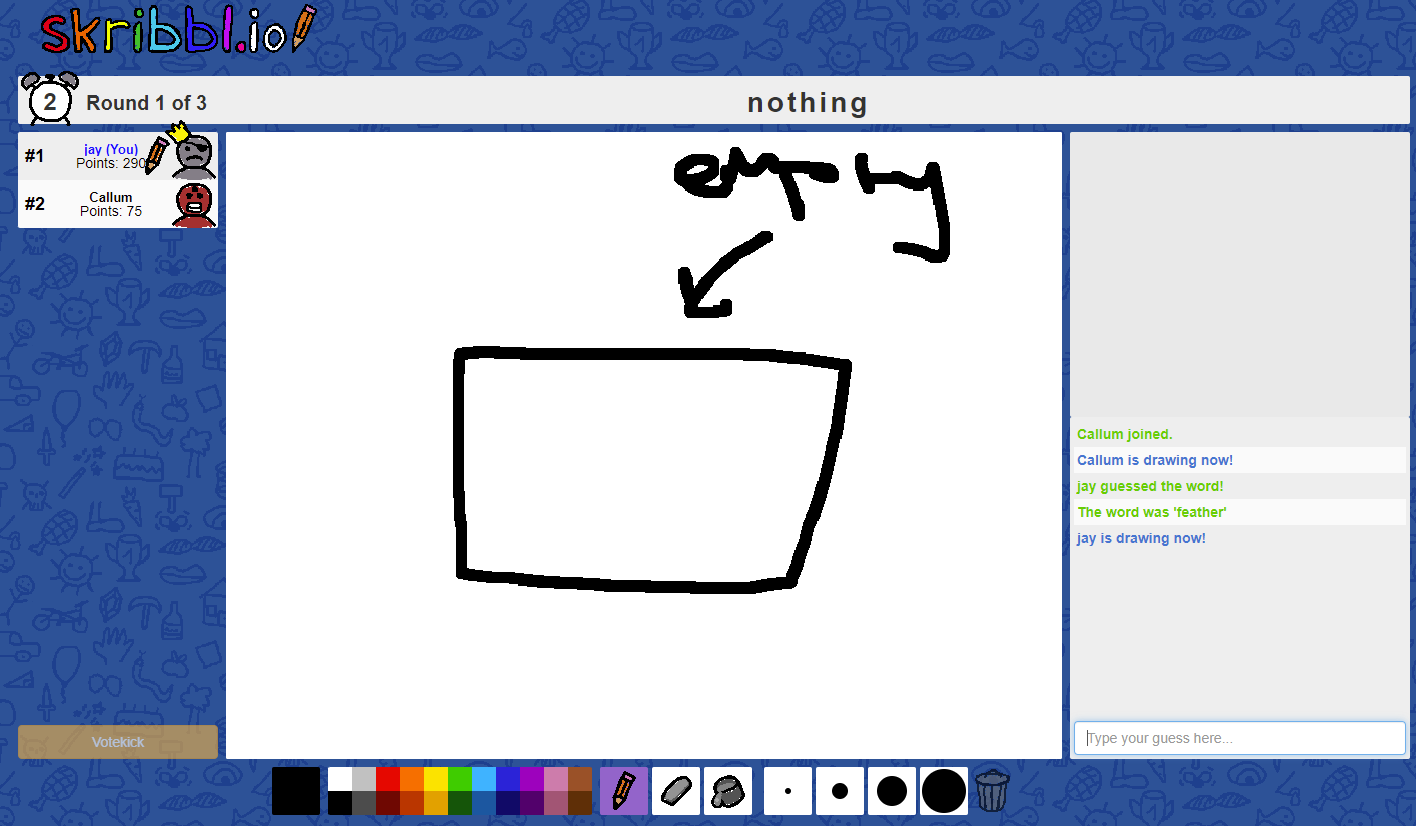 skribbl.io
2
Round 1 of 3
nothing
#1
jay (You)
Points: 290
#2
Callum
Points: 75
empty
Callum joined.
Callum is drawing now!
jay guessed the word!
The word was 'feather'
jay is drawing now!
Votekick
Type your guess here...